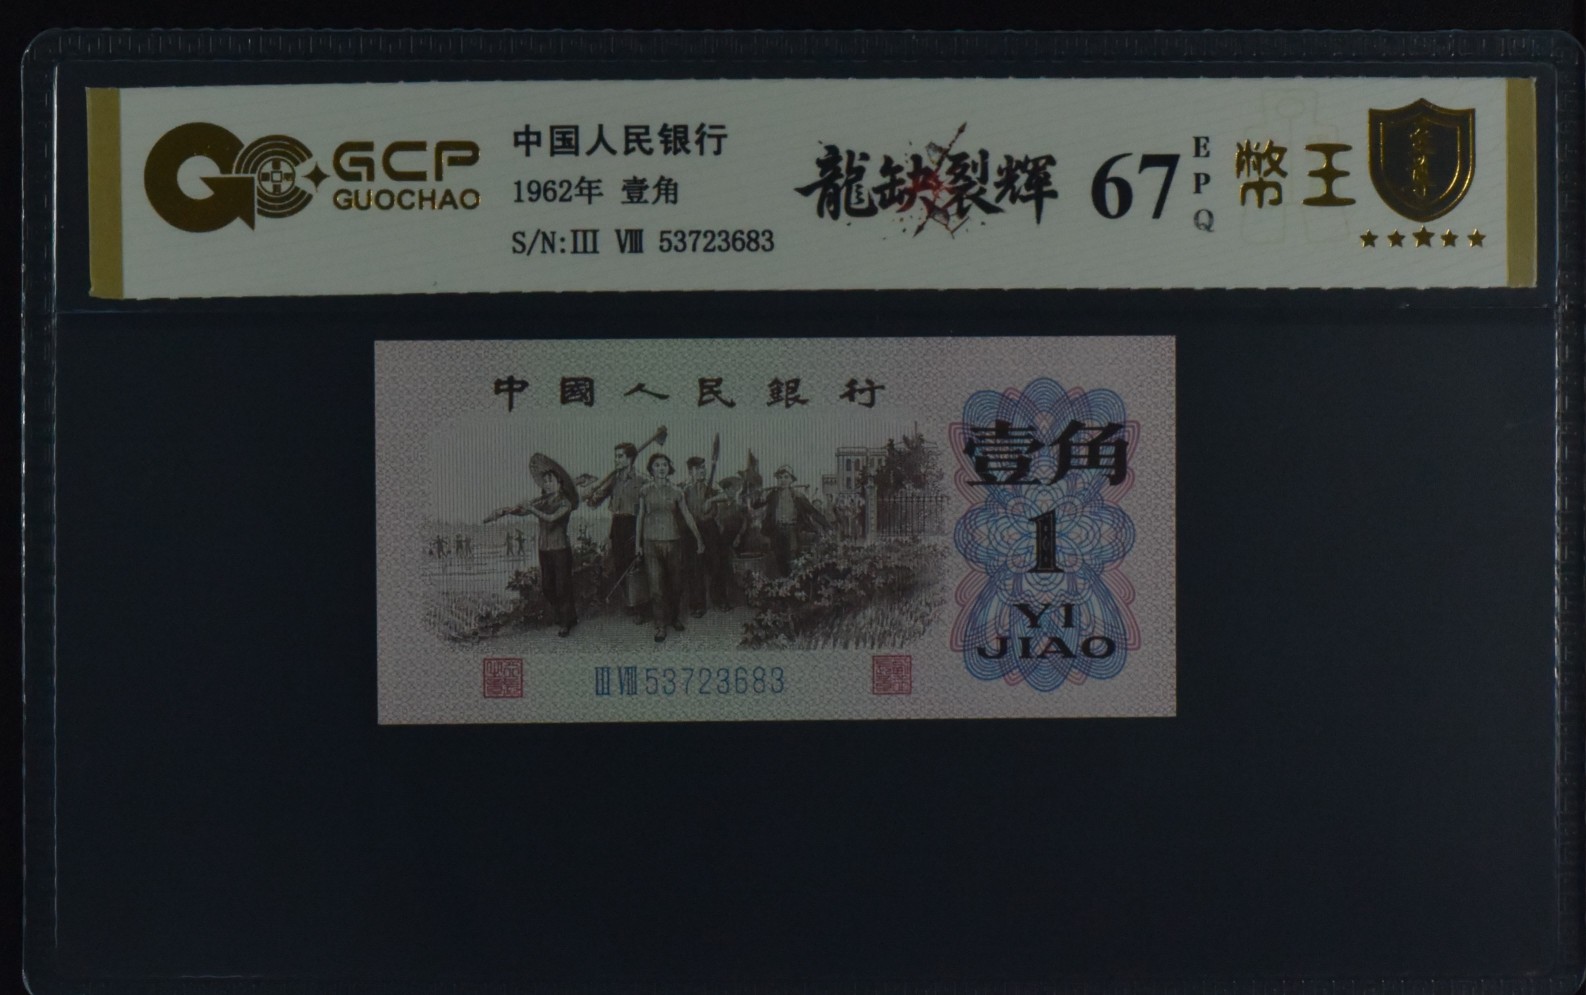 GCP
GUOCHAO
中国人民银行
1962年 壹角
S/N:III VIII 53723683
龍缺裂輝
67
EPQ
幣王
中國人民銀行
壹角
1
YI
JIAO
III VIII 53723683